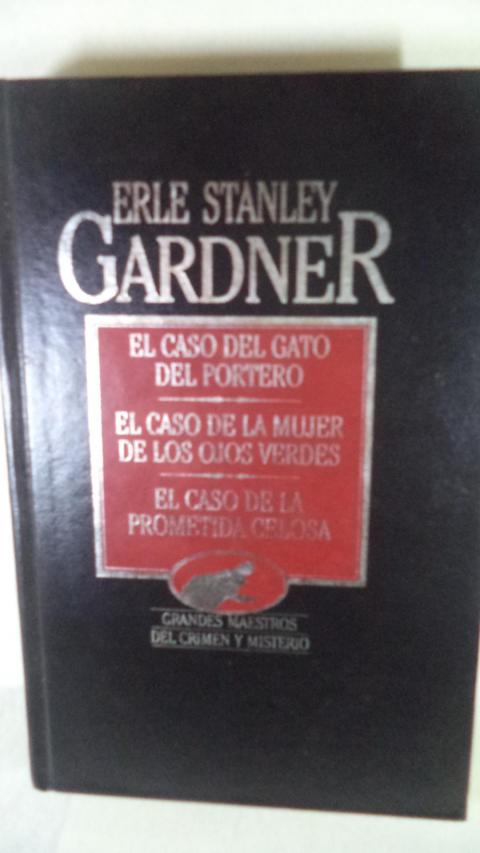 ERLE STANLEY
GARDNER
EL CASO DEL GATO
DEL PORTERO
EL CASO DE LA MUJER
DE LOS OJOS VERDES
EL CASO DE LA
PROMETIDA CELOSA
GRANDES MAESTROS
DEL CRIMEN Y MISTERIO